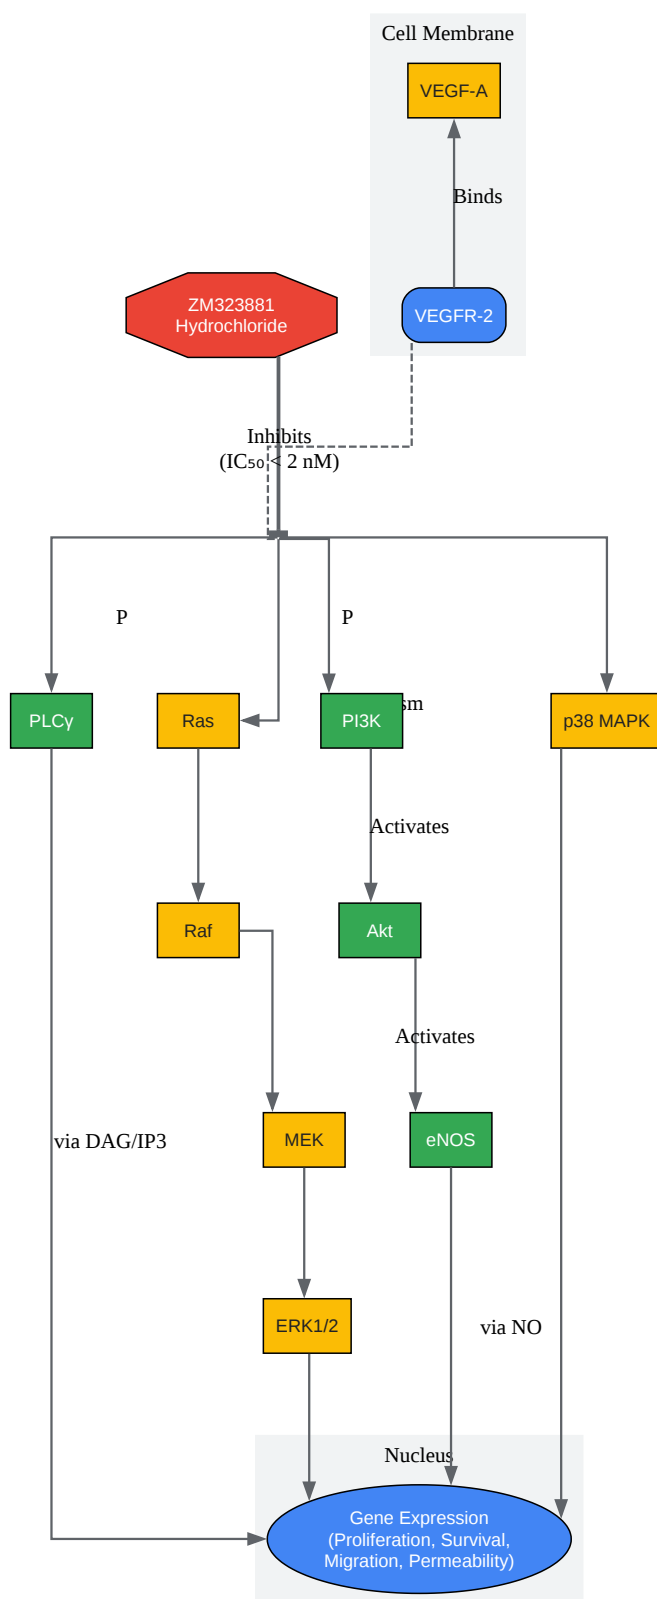 Cell Membrane
VEGF-A
Binds
ZM323881
Hydrochloride
VEGFR-2
Inhibits
(IC₅₀ < 2 nM)
P
P
PLCγ
Ras
PI3K
sm
p38 MAPK
Activates
Raf
Akt
Activates
via DAG/IP3
MEK
eNOS
ERK1/2
via NO
Nucleus
Gene Expression
(Proliferation, Survival,
Migration, Permeability)